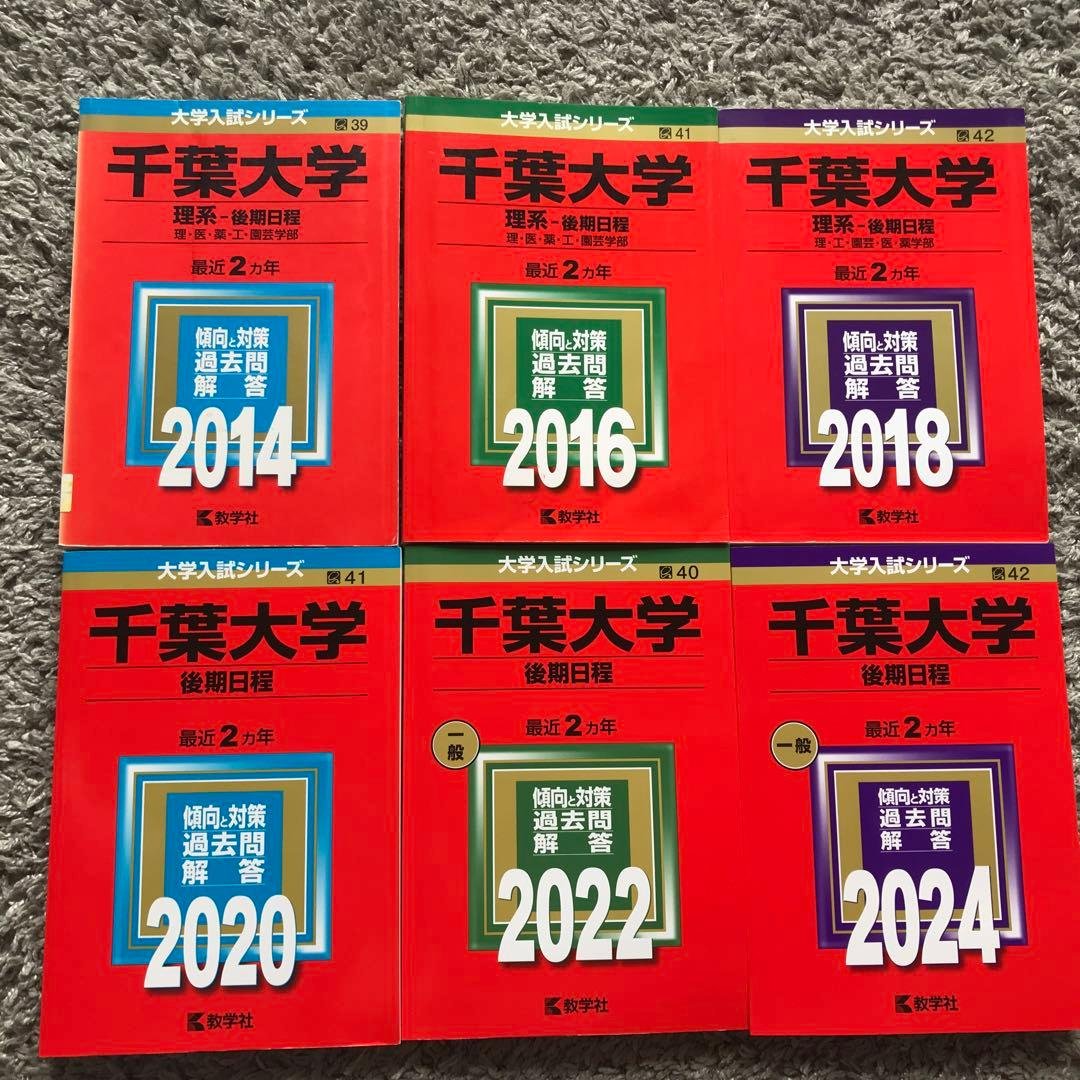 大学入試シリーズ
39
千葉大学
理系-後期日程
理・医・薬・工・園芸学部
最近2カ年
傾向と対策
過去問
解答
2014
教学社
大学入試シリーズ
41
千葉大学
理系-後期日程
理・医・薬・工・園芸学部
最近2カ年
傾向と対策
過去問
解答
2016
教学社
大学入試シリーズ
42
千葉大学
理系-後期日程
理・工・園芸・医・薬学部
最近2カ年
傾向と対策
過去問
解答
2018
教学社
大学入試シリーズ
41
千葉大学
後期日程
最近2カ年
傾向と対策
過去問
解答
2020
教学社
大学入試シリーズ
40
千葉大学
後期日程
最近2カ年
一般
傾向と対策
過去問
解答
2022
教学社
大学入試シリーズ
42
千葉大学
後期日程
最近2カ年
一般
傾向と対策
過去問
解答
2024
教学社